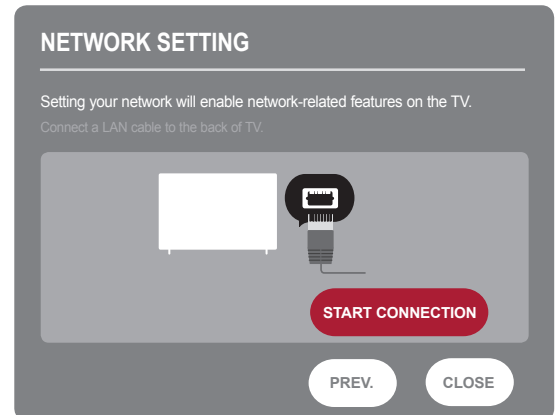 NETWORK SETTING
Setting your network will enable network-related features on the TV.
Connect a LAN cable to the back of TV.
START CONNECTION
PREV.
CLOSE